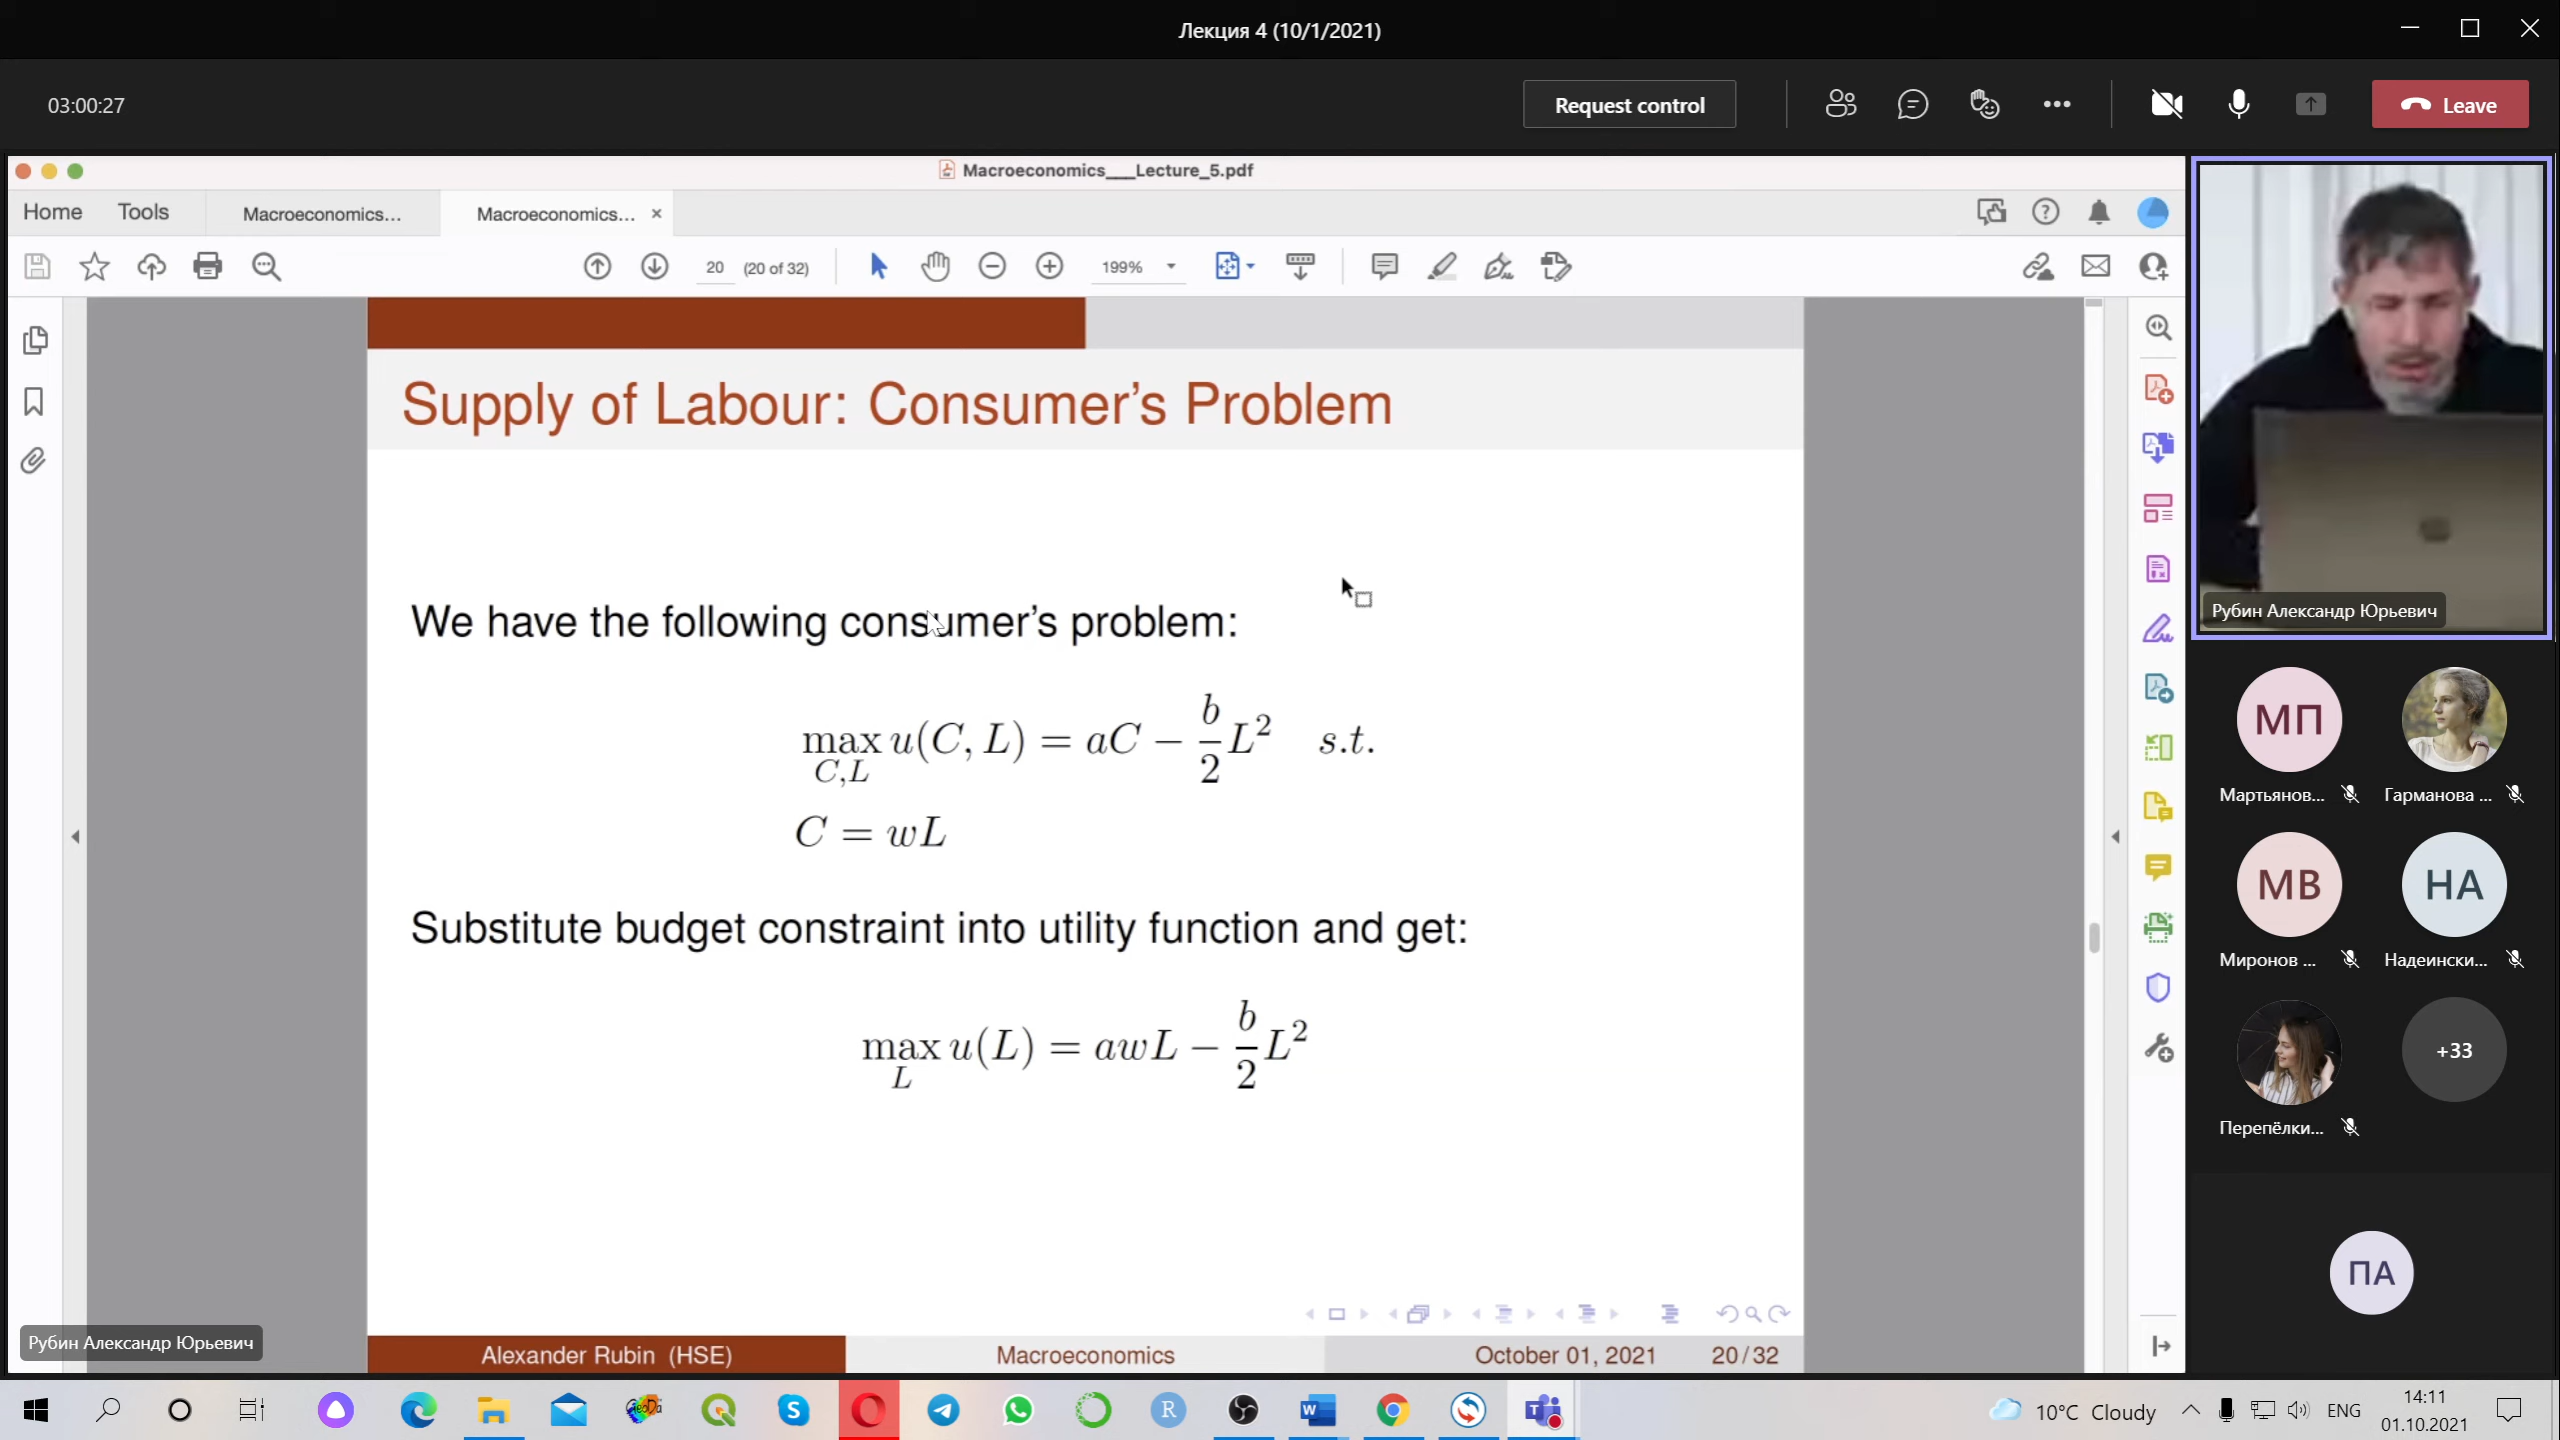 Лекция 4 (10/1/2021)
03:00:27
Request control
Leave
Macroeconomics___Lecture_5.pdf
Home
Tools
Macroeconomics...
Macroeconomics...
20
(20 of 32)
199%
Supply of Labour: Consumer's Problem
We have the following consumer's problem:
max u(C, L) = aC − b/2 L² s.t.
C,L
C = wL
Substitute budget constraint into utility function and get:
max u(L) = awL − b/2 L²
L
Alexander Rubin (HSE)
Macroeconomics
October 01, 2021
20/32
Рубин Александр Юрьевич
Рубин Александр Юрьевич
МП
Мартьянов...
Гарманова ...
МВ
НА
Миронов ...
Надеински...
Перепёлки...
+33
ПА
GeoDa
10°C Cloudy
ENG
14:11
01.10.2021